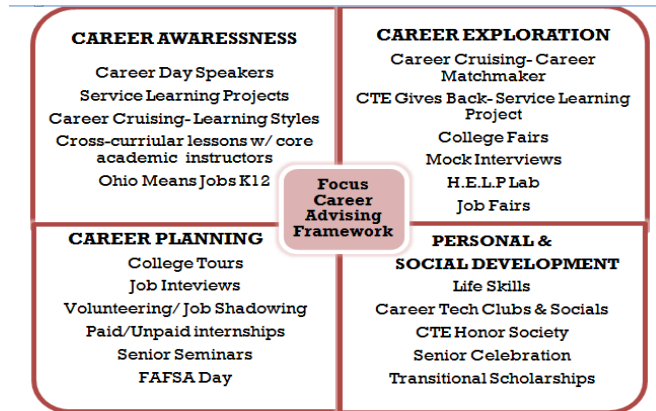 CAREER AWARESSNESS
Career Day Speakers
Service Learning Projects
Career Cruising- Learning Styles
Cross-curriular lessons w/ core
academic instructors
Ohio Means Jobs K12
CAREER EXPLORATION
Career Cruising- Career
Matchmaker
CTE Gives Back- Service Learning
Project
College Fairs
Mock Interviews
H.E.L.P Lab
Job Fairs
Focus
Career
Advising
Framework
CAREER PLANNING
College Tours
Job Inteviews
Volunteering/ Job Shadowing
Paid/Unpaid internships
Senior Seminars
FAFSA Day
PERSONAL &
SOCIAL DEVELOPMENT
Life Skills
Career Tech Clubs & Socials
CTE Honor Society
Senior Celebration
Transitional Scholarships